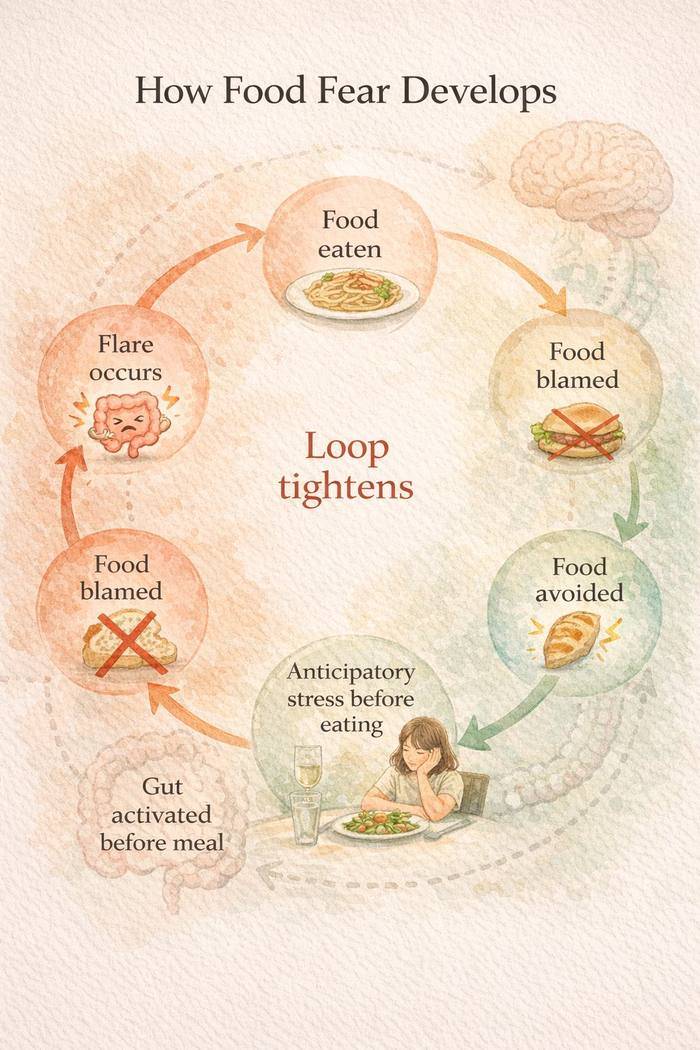 How Food Fear Develops
Food
eaten
Food
blamed
Food
avoided
Anticipatory
stress before
eating
Gut
activated
before meal
Food
blamed
Flare
occurs
Loop
tightens